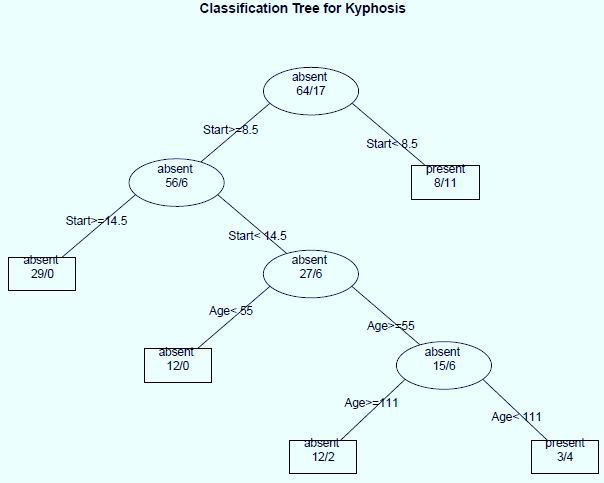 Classification Tree for Kyphosis
absent
64/17
Start>=8.5
Start< 8.5
absent
56/6
present
8/11
Start>=14.5
Start< 14.5
absent
29/0
absent
27/6
Age< 55
Age>=55
absent
12/0
absent
15/6
Age>=111
Age< 111
absent
12/2
present
3/4